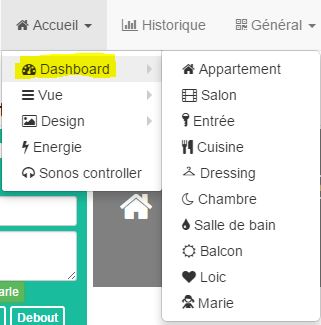 Accueil
Historique
Général
Dashboard
Vue
Design
Energie
Sonos controller
Appartement
Salon
Entrée
Cuisine
Dressing
Chambre
Salle de bain
Balcon
Loic
Marie
Debout